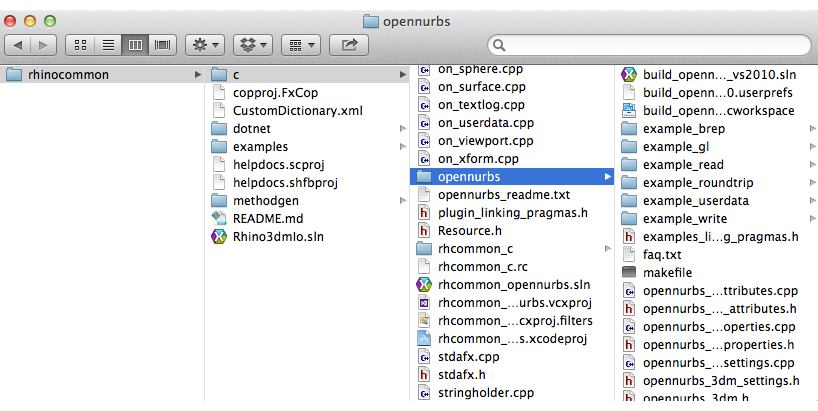 opennurbs
rhinocommon
c
copproj.FxCop
CustomDictionary.xml
dotnet
examples
helpdocs.scproj
helpdocs.shfbproj
methodgen
README.md
Rhino3dmIo.sln
on_sphere.cpp
on_surface.cpp
on_textlog.cpp
on_userdata.cpp
on_viewport.cpp
on_xform.cpp
opennurbs
opennurbs_readme.txt
plugin_linking_pragmas.h
Resource.h
rhcommon_c
rhcommon_c.rc
rhcommon_opennurbs.sln
rhcommon_...urbs.vcxproj
rhcommon_...cxproj.filters
rhcommon_...s.xcodeproj
stdafx.cpp
stdafx.h
stringholder.cpp
build_openn..._vs2010.sln
build_openn...0.userprefs
build_openn...cworkspace
example_brep
example_gl
example_read
example_roundtrip
example_userdata
example_write
examples_li...g_pragmas.h
faq.txt
makefile
opennurbs_...ttributes.cpp
opennurbs_..._attributes.h
opennurbs_...operties.cpp
opennurbs_...properties.h
opennurbs_...settings.cpp
opennurbs_3dm_settings.h
opennurbs_3dm.h